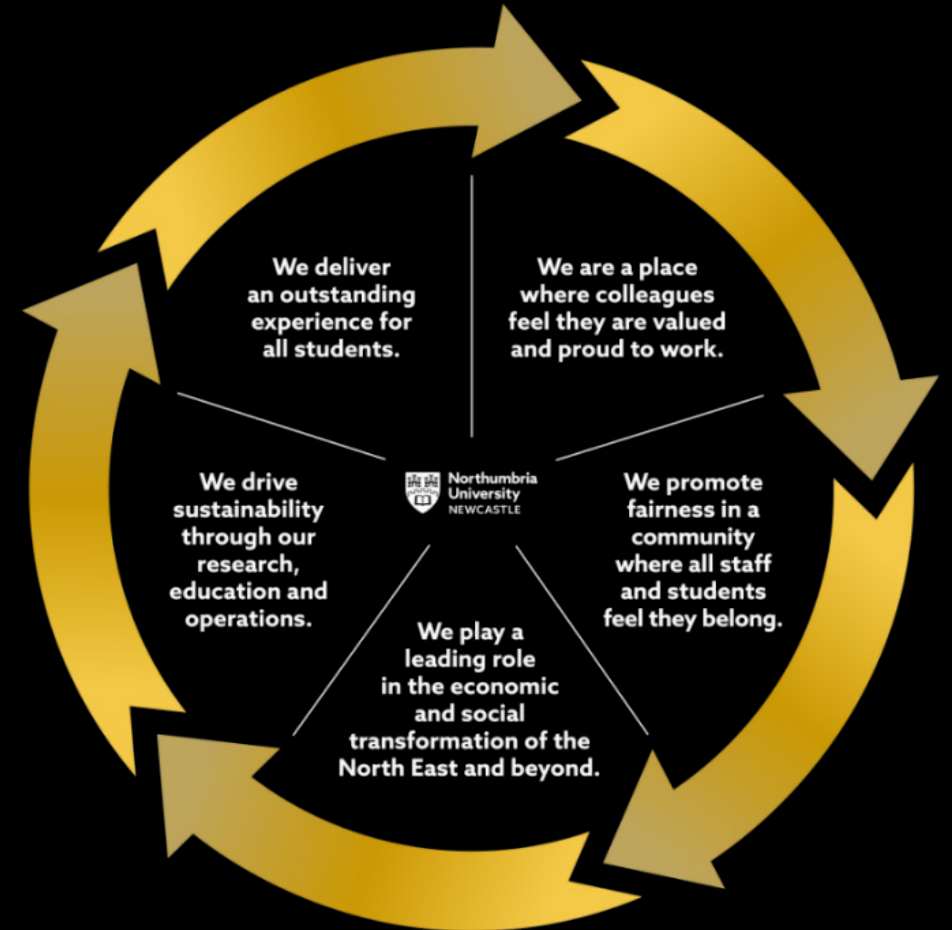 We deliver
an outstanding
experience for
all students.
We are a place
where colleagues
feel they are valued
and proud to work.
We drive
sustainability
through our
research,
education and
operations.
Northumbria
University
NEWCASTLE
We promote
fairness in a
community
where all staff
and students
feel they belong.
We play a
leading role
in the economic
and social
transformation of the
North East and beyond.